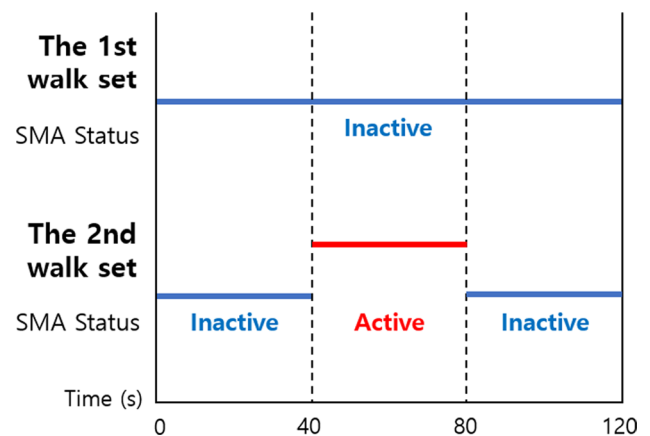 The 1st
walk set
SMA Status
Inactive
The 2nd
walk set
SMA Status
Inactive
Active
Inactive
Time (s)
0
40
80
120